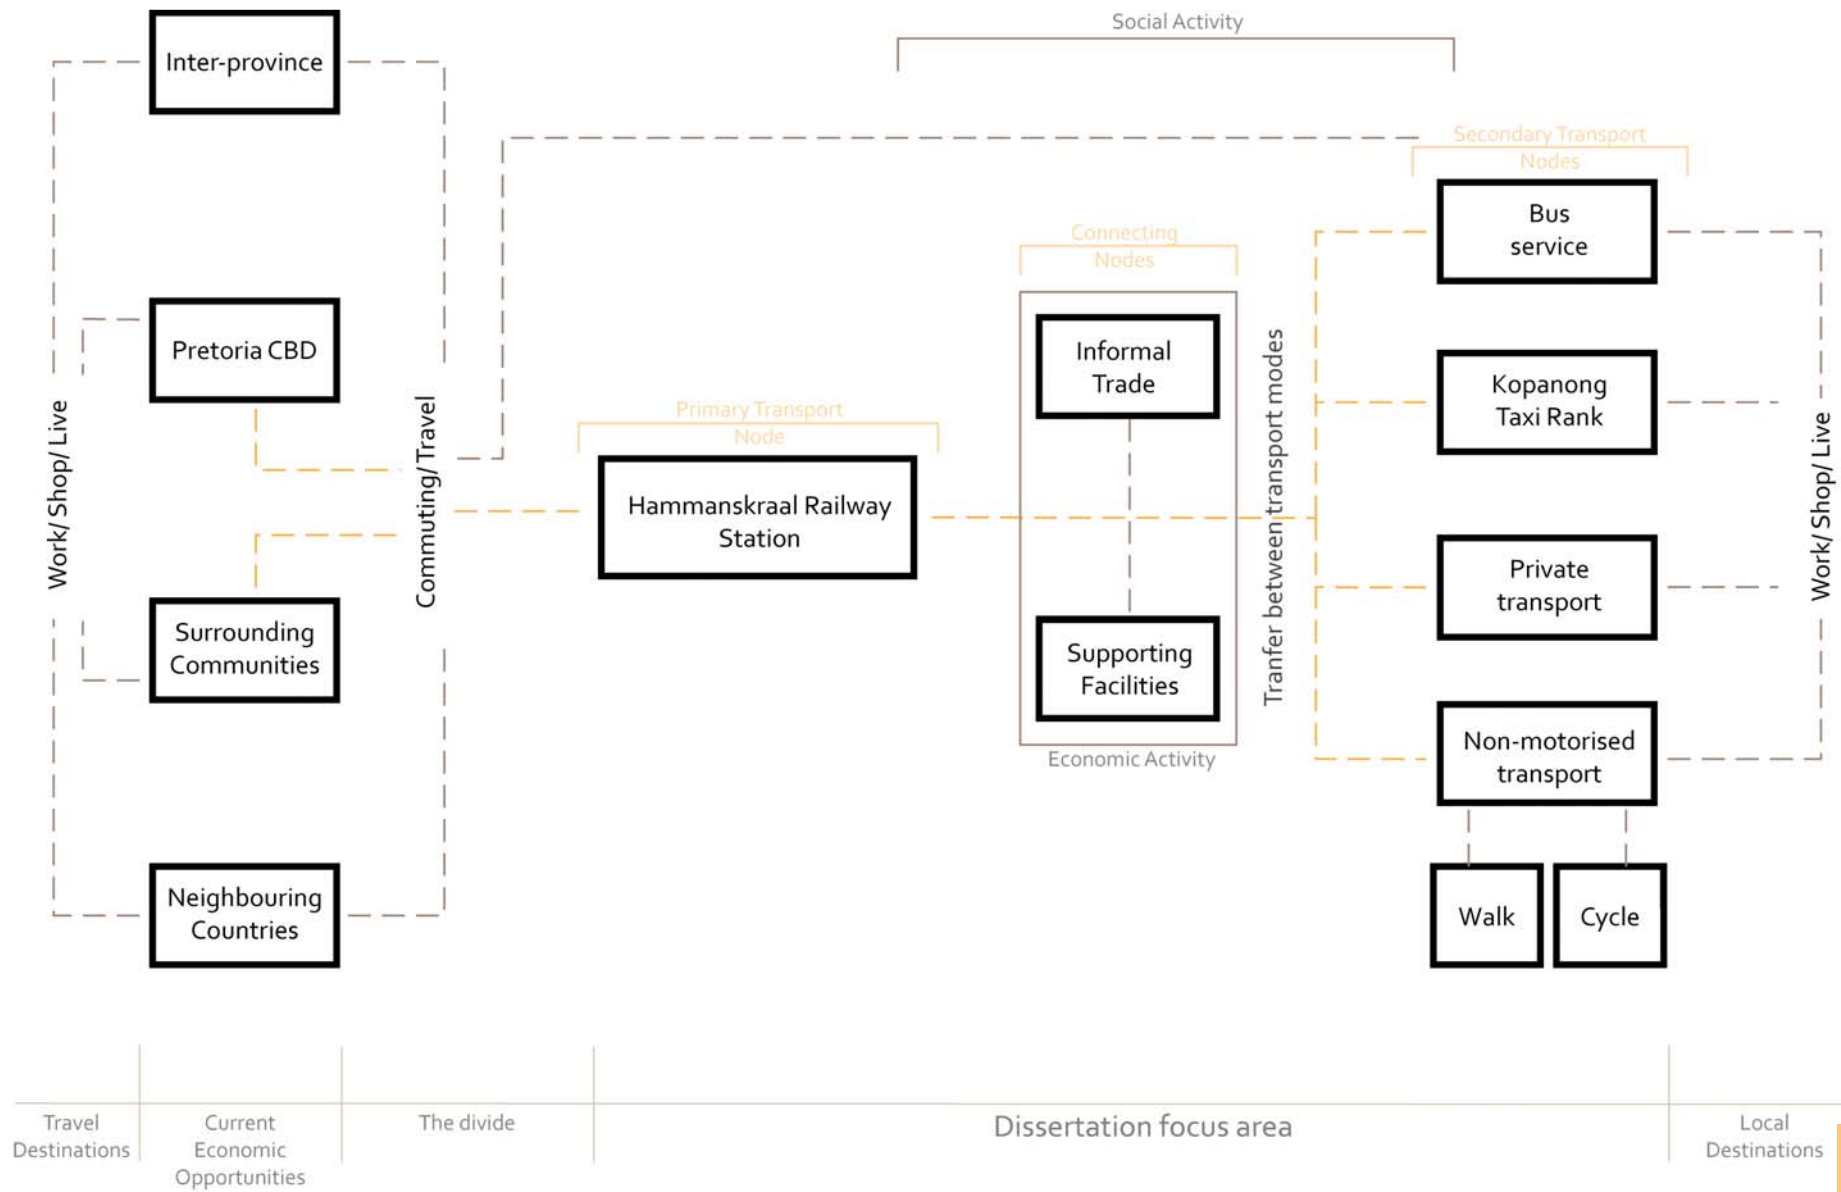 Social Activity
Inter-province
Secondary Transport
Nodes
Bus
service
Connecting
Nodes
Pretoria CBD
Informal
Trade
Kopanong
Taxi Rank
Primary Transport
Node
Work/ Shop/ Live
Commuting/ Travel
Hammanskraal Railway
Station
Tranfer between transport modes
Work/ Shop/ Live
Private
transport
Surrounding
Communities
Supporting
Facilities
Economic Activity
Non-motorised
transport
Neighbouring
Countries
Walk
Cycle
Travel
Destinations
Current
Economic
Opportunities
The divide
Dissertation focus area
Local
Destinations